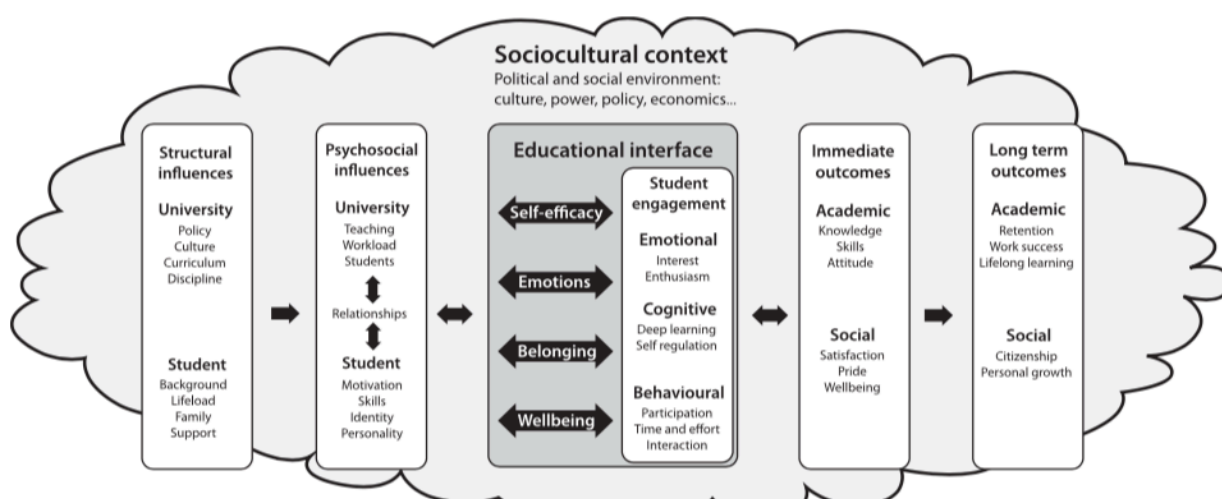 Sociocultural context
Political and social environment:
culture, power, policy, economics...
Structural
influences
University
Policy
Culture
Curriculum
Discipline
Student
Background
Lifeload
Family
Support
Psychosocial
influences
University
Teaching
Workload
Students
Relationships
Student
Motivation
Skills
Identity
Personality
Educational interface
Self-efficacy
Emotions
Belonging
Wellbeing
Student
engagement
Emotional
Interest
Enthusiasm
Cognitive
Deep learning
Self regulation
Behavioural
Participation
Time and effort
Interaction
Immediate
outcomes
Academic
Knowledge
Skills
Attitude
Social
Satisfaction
Pride
Wellbeing
Long term
outcomes
Academic
Retention
Work success
Lifelong learning
Social
Citizenship
Personal growth